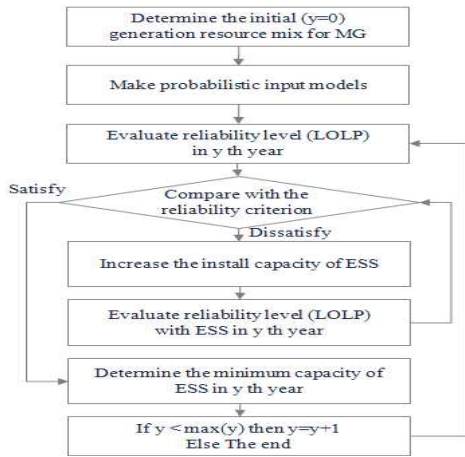 Determine the initial (y=0)
generation resource mix for MG
Make probabilistic input models
Evaluate reliability level (LOLP)
in y th year
Satisfy
Compare with the
reliability criterion
Dissatisfy
Increase the install capacity of ESS
Evaluate reliability level (LOLP)
with ESS in y th year
Determine the minimum capacity of
ESS in y th year
If y < max(y) then y=y+1
Else The end